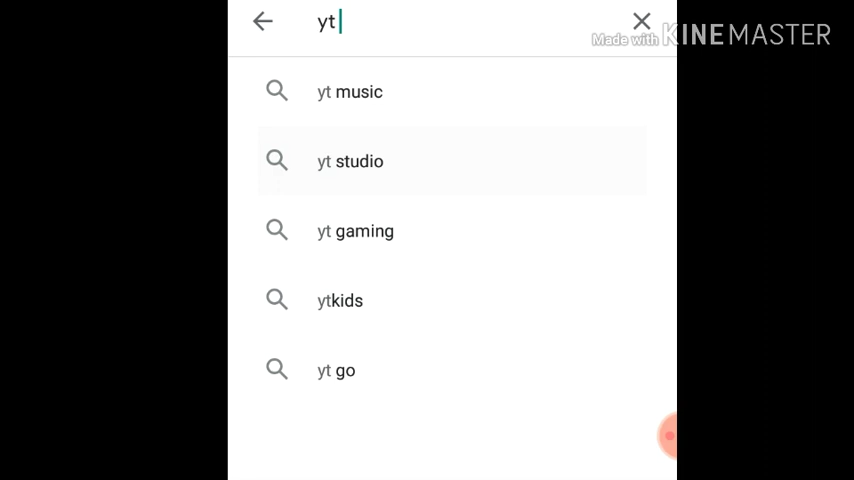 yt
Made with KINEMASTER
yt music
yt studio
yt gaming
ytkids
yt go